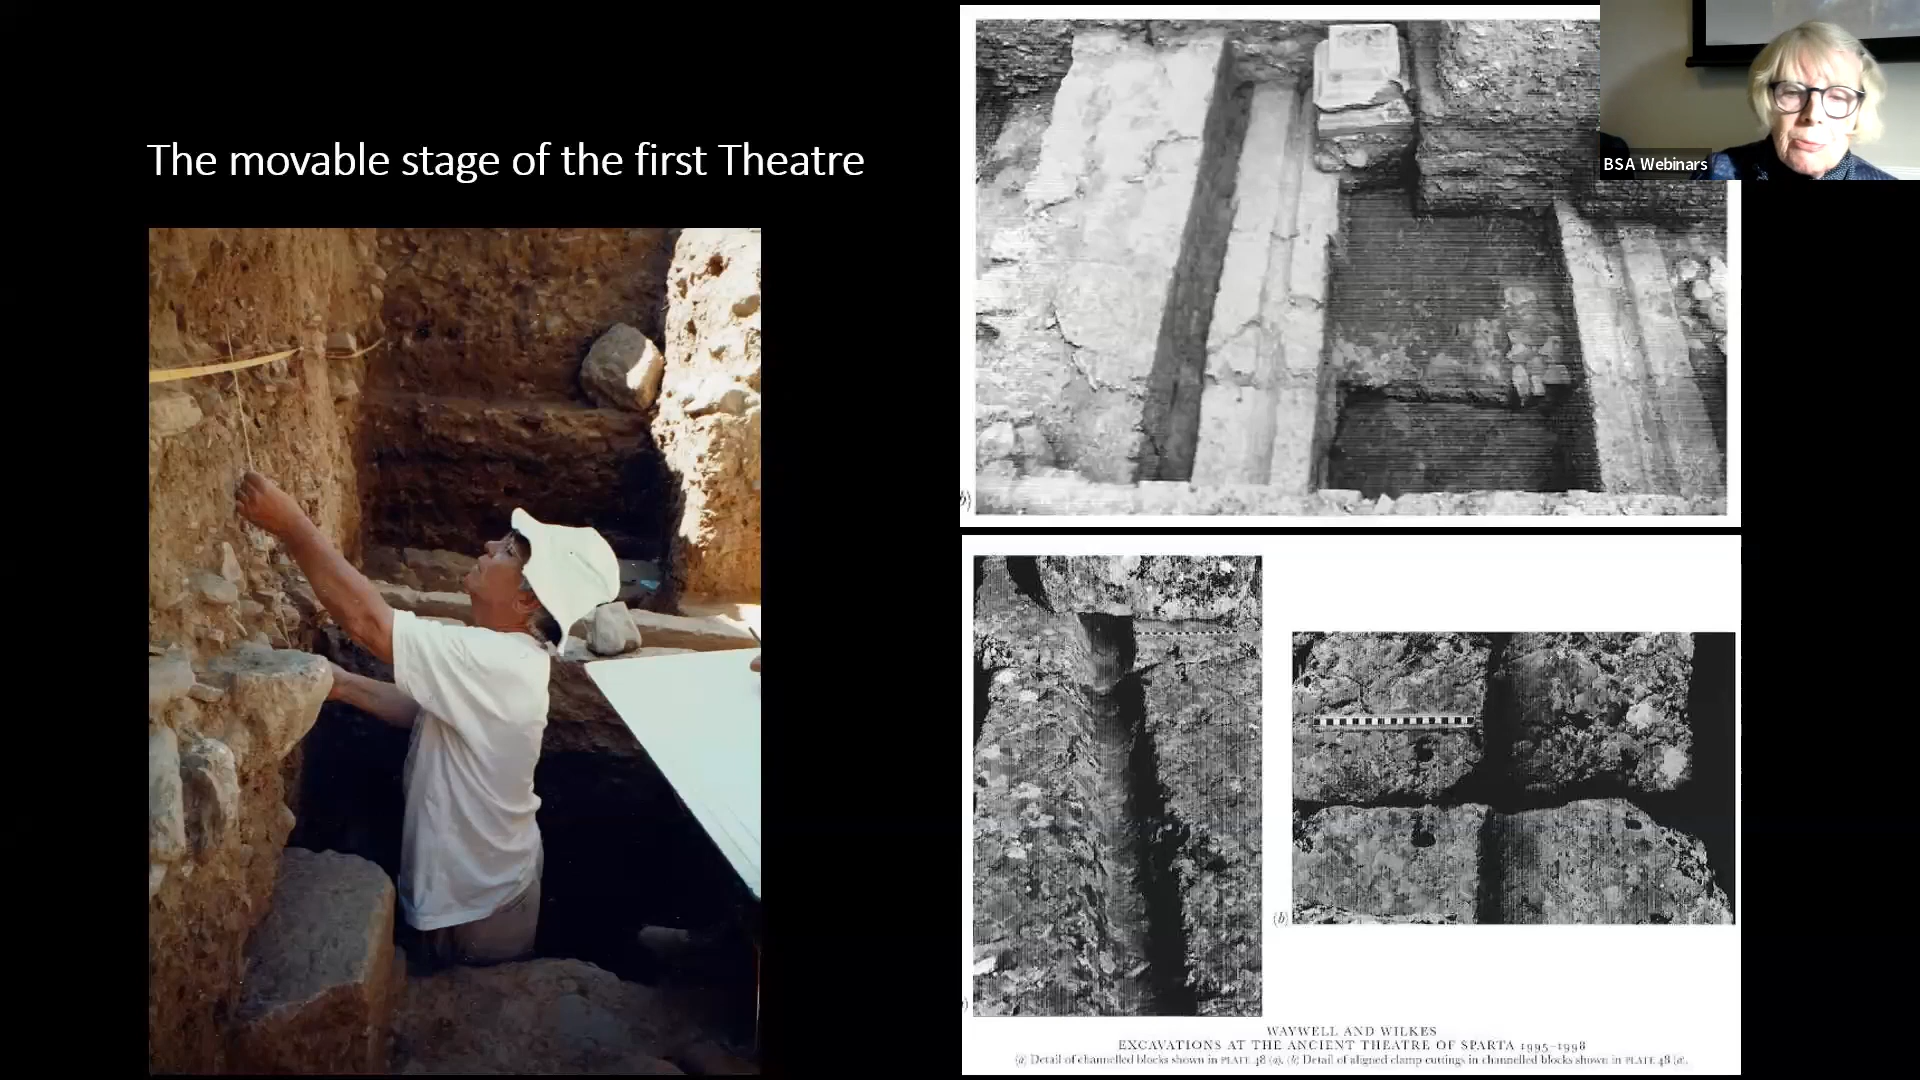 The movable stage of the first Theatre
BSA Webinars
b)
(b)
WAYWELL AND WILKES
EXCAVATIONS AT THE ANCIENT THEATRE OF SPARTA 1995–1998
(a) Detail of channelled blocks shown in PLATE 48 (a). (b) Detail of aligned clamp cuttings in channelled blocks shown in PLATE 48 (a).